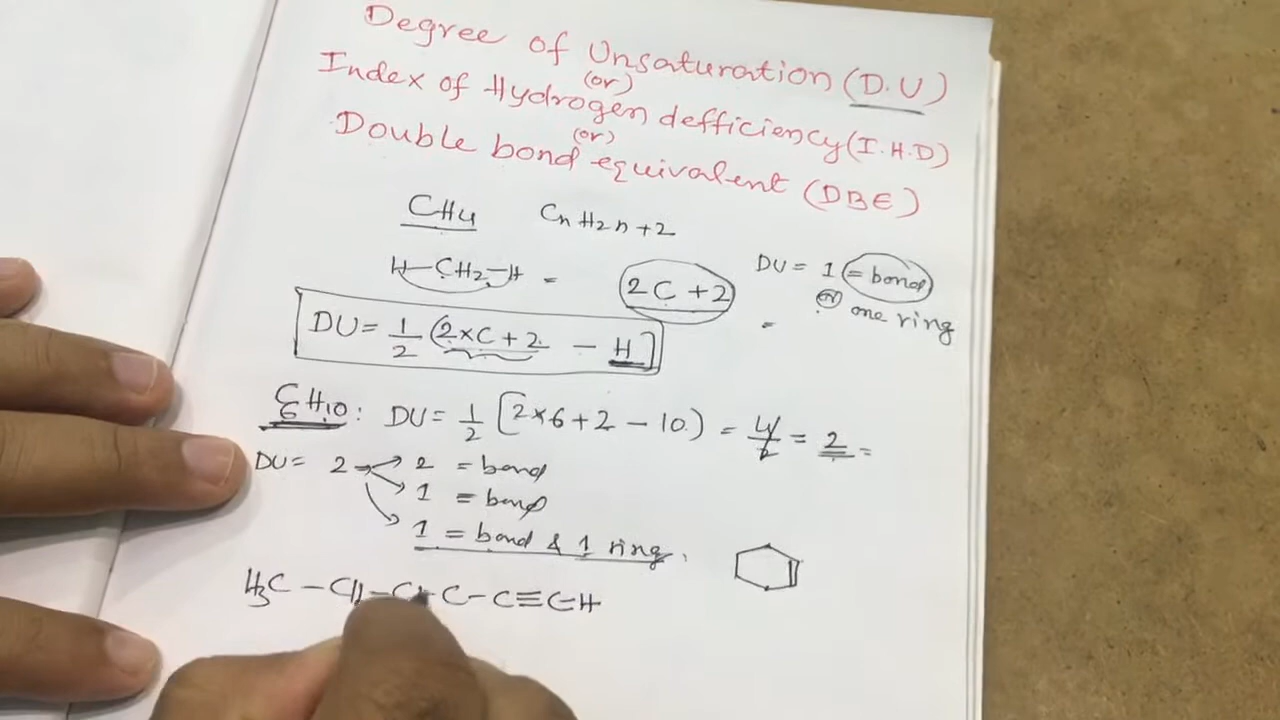 Degree of Unsaturation (D.U)
(or)
Index of Hydrogen defficiency (I.H.D)
(or)
Double bond equivalent (DBE)
CH4 CnH2n+2
H-CH2-H = 2C+2
DU = 1 = bond
(or) one ring
=
DU = 1/2 (2×C+2 - H]
C6H10: DU = 1/2 [2×6+2-10) = 4/2 = 2 =
DU = 2 → 2 = bond
→ 1 ≡ bond
→ 1 = bond & 1 ring.
H3C - CH - C - C - C≡CH